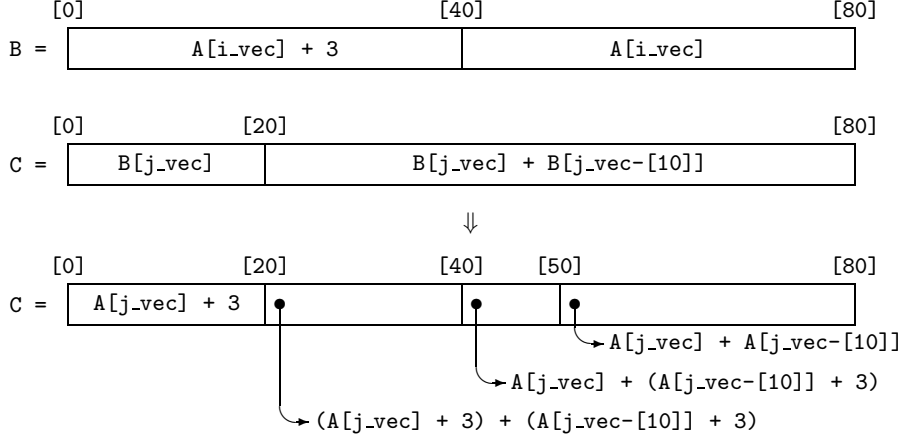 [0] [40] [80]
B = A[i_vec] + 3 A[i_vec]
[0] [20] [80]
C = B[j_vec] B[j_vec] + B[j_vec-[10]]
⇓
[0] [20] [40] [50] [80]
C = A[j_vec] + 3
A[j_vec] + A[j_vec-[10]]
A[j_vec] + (A[j_vec-[10]] + 3)
(A[j_vec] + 3) + (A[j_vec-[10]] + 3)